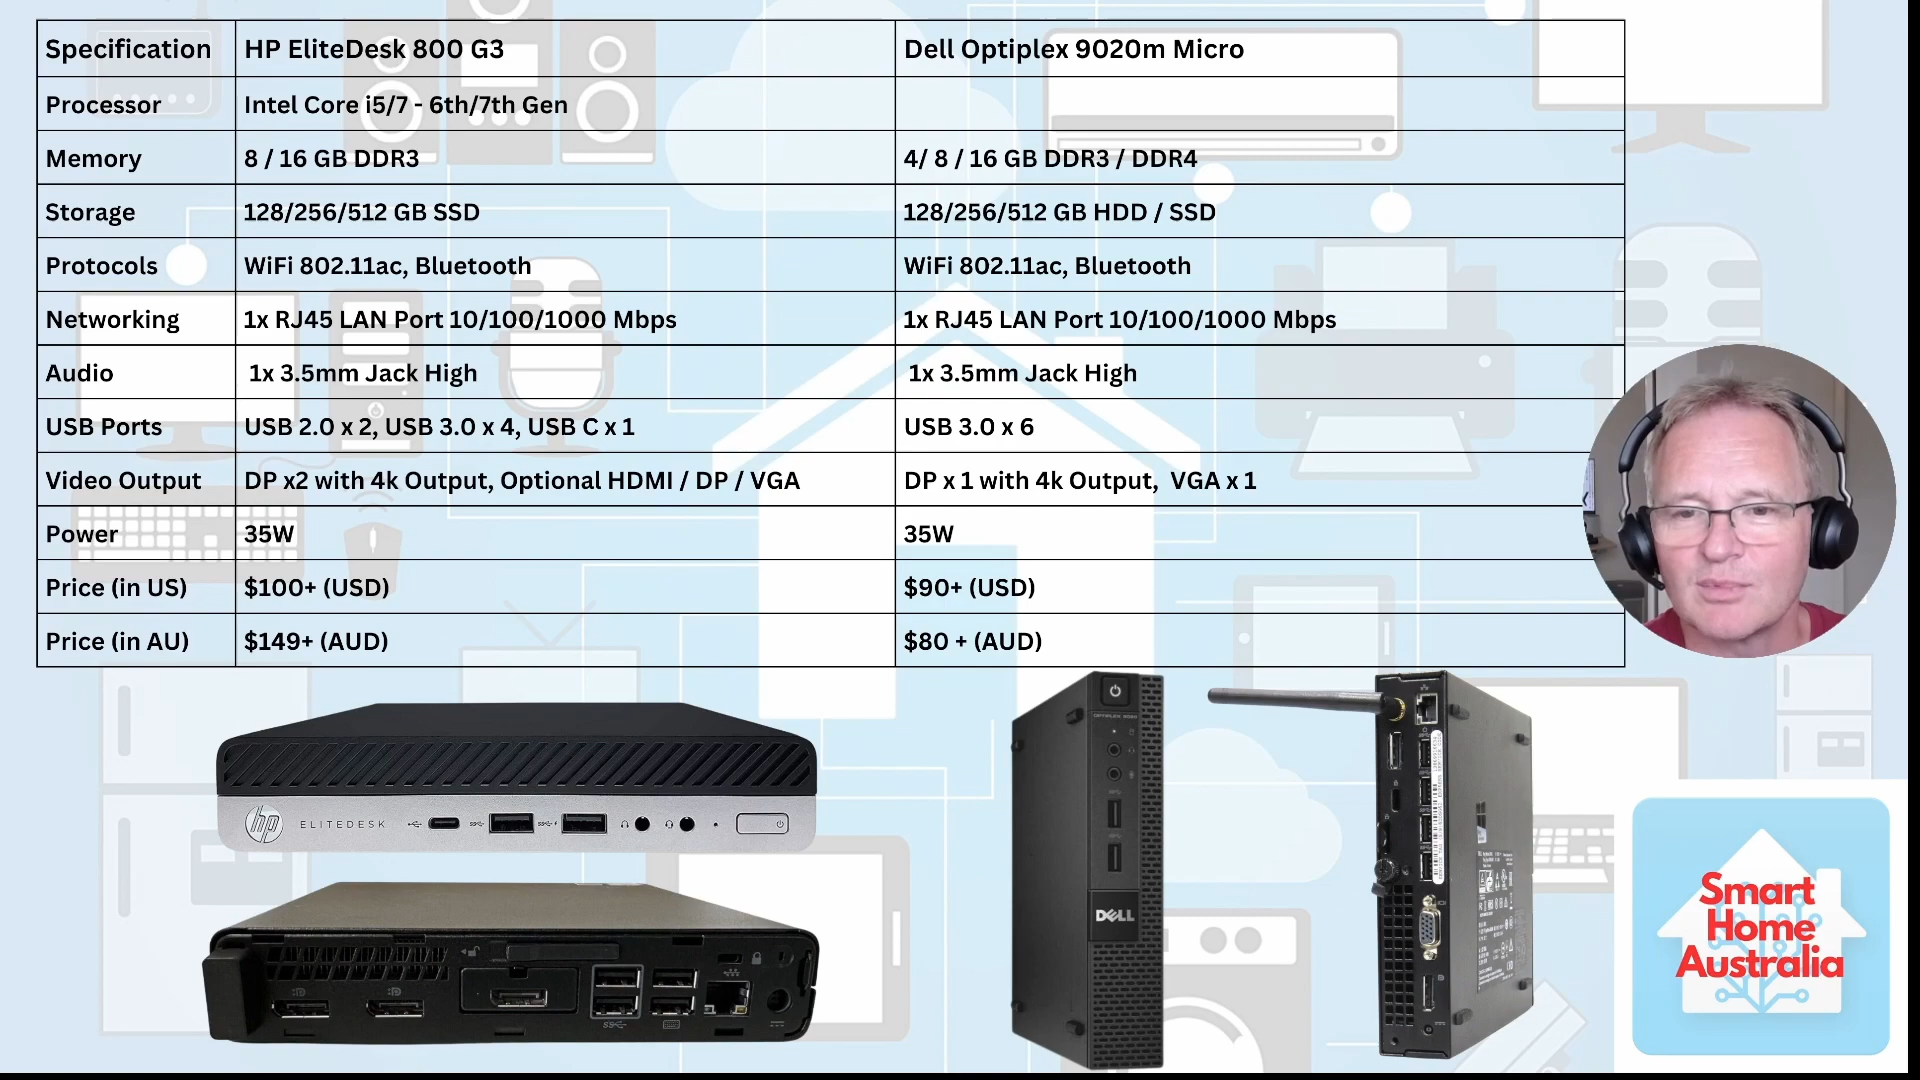 Specification HP EliteDesk 800 G3 Dell Optiplex 9020m Micro
Processor Intel Core i5/7 - 6th/7th Gen
Memory 8 / 16 GB DDR3 4/ 8 / 16 GB DDR3 / DDR4
Storage 128/256/512 GB SSD 128/256/512 GB HDD / SSD
Protocols WiFi 802.11ac, Bluetooth WiFi 802.11ac, Bluetooth
Networking 1x RJ45 LAN Port 10/100/1000 Mbps 1x RJ45 LAN Port 10/100/1000 Mbps
Audio 1x 3.5mm Jack High 1x 3.5mm Jack High
USB Ports USB 2.0 x 2, USB 3.0 x 4, USB C x 1 USB 3.0 x 6
Video Output DP x2 with 4k Output, Optional HDMI / DP / VGA DP x 1 with 4k Output, VGA x 1
Power 35W 35W
Price (in US) $100+ (USD) $90+ (USD)
Price (in AU) $149+ (AUD) $80 + (AUD)
OPTIPLEX 9020
hp ELITEDESK
DELL
Smart
Home
Australia